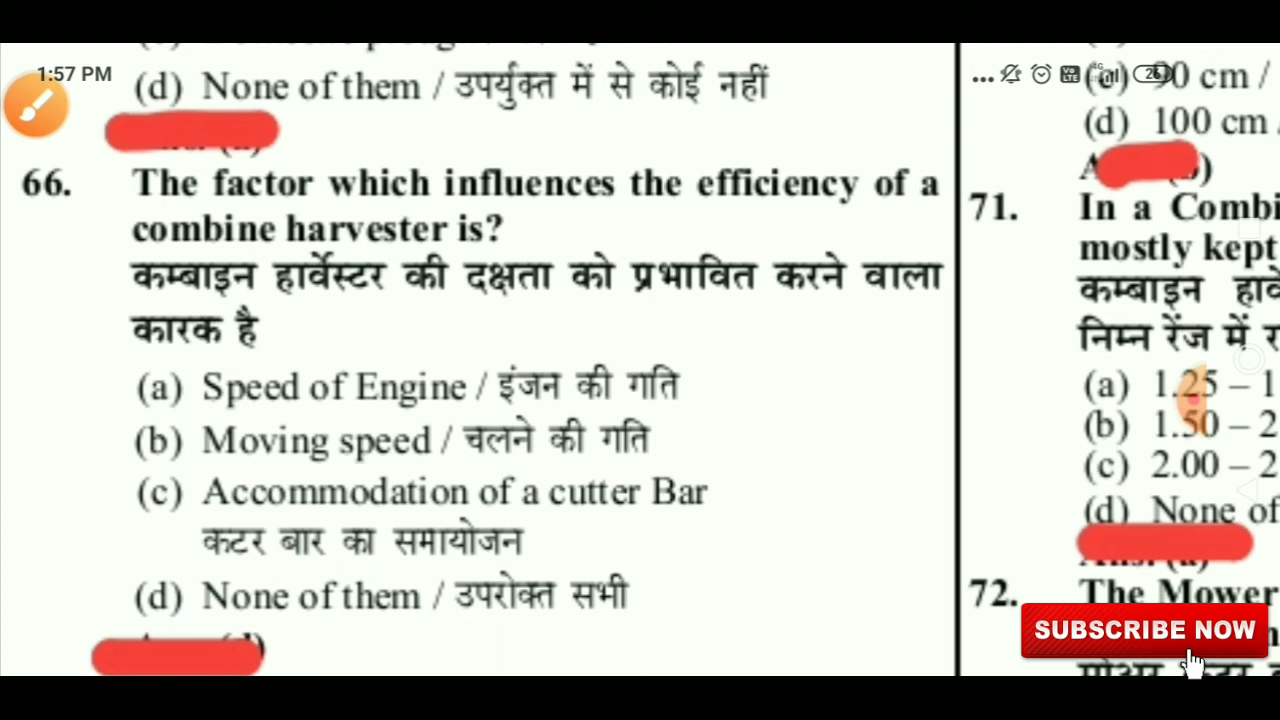 1:57 PM
26
(d) None of them / उपर्युक्त में से कोई नहीं
66. The factor which influences the efficiency of a
combine harvester is?
कम्बाइन हार्वेस्टर की दक्षता को प्रभावित करने वाला
कारक है
(a) Speed of Engine / इंजन की गति
(b) Moving speed / चलने की गति
(c) Accommodation of a cutter Bar
कटर बार का समायोजन
(d) None of them / उपरोक्त सभी
90 cm /
(d) 100 cm
71. In a Combi
mostly kept
कम्बाइन
निम्न रेंज में
(a) 1.25 – 1
(b) 1.50 – 2
(c) 2.00 – 2
(d) None of
72. The Mower
SUBSCRIBE NOW